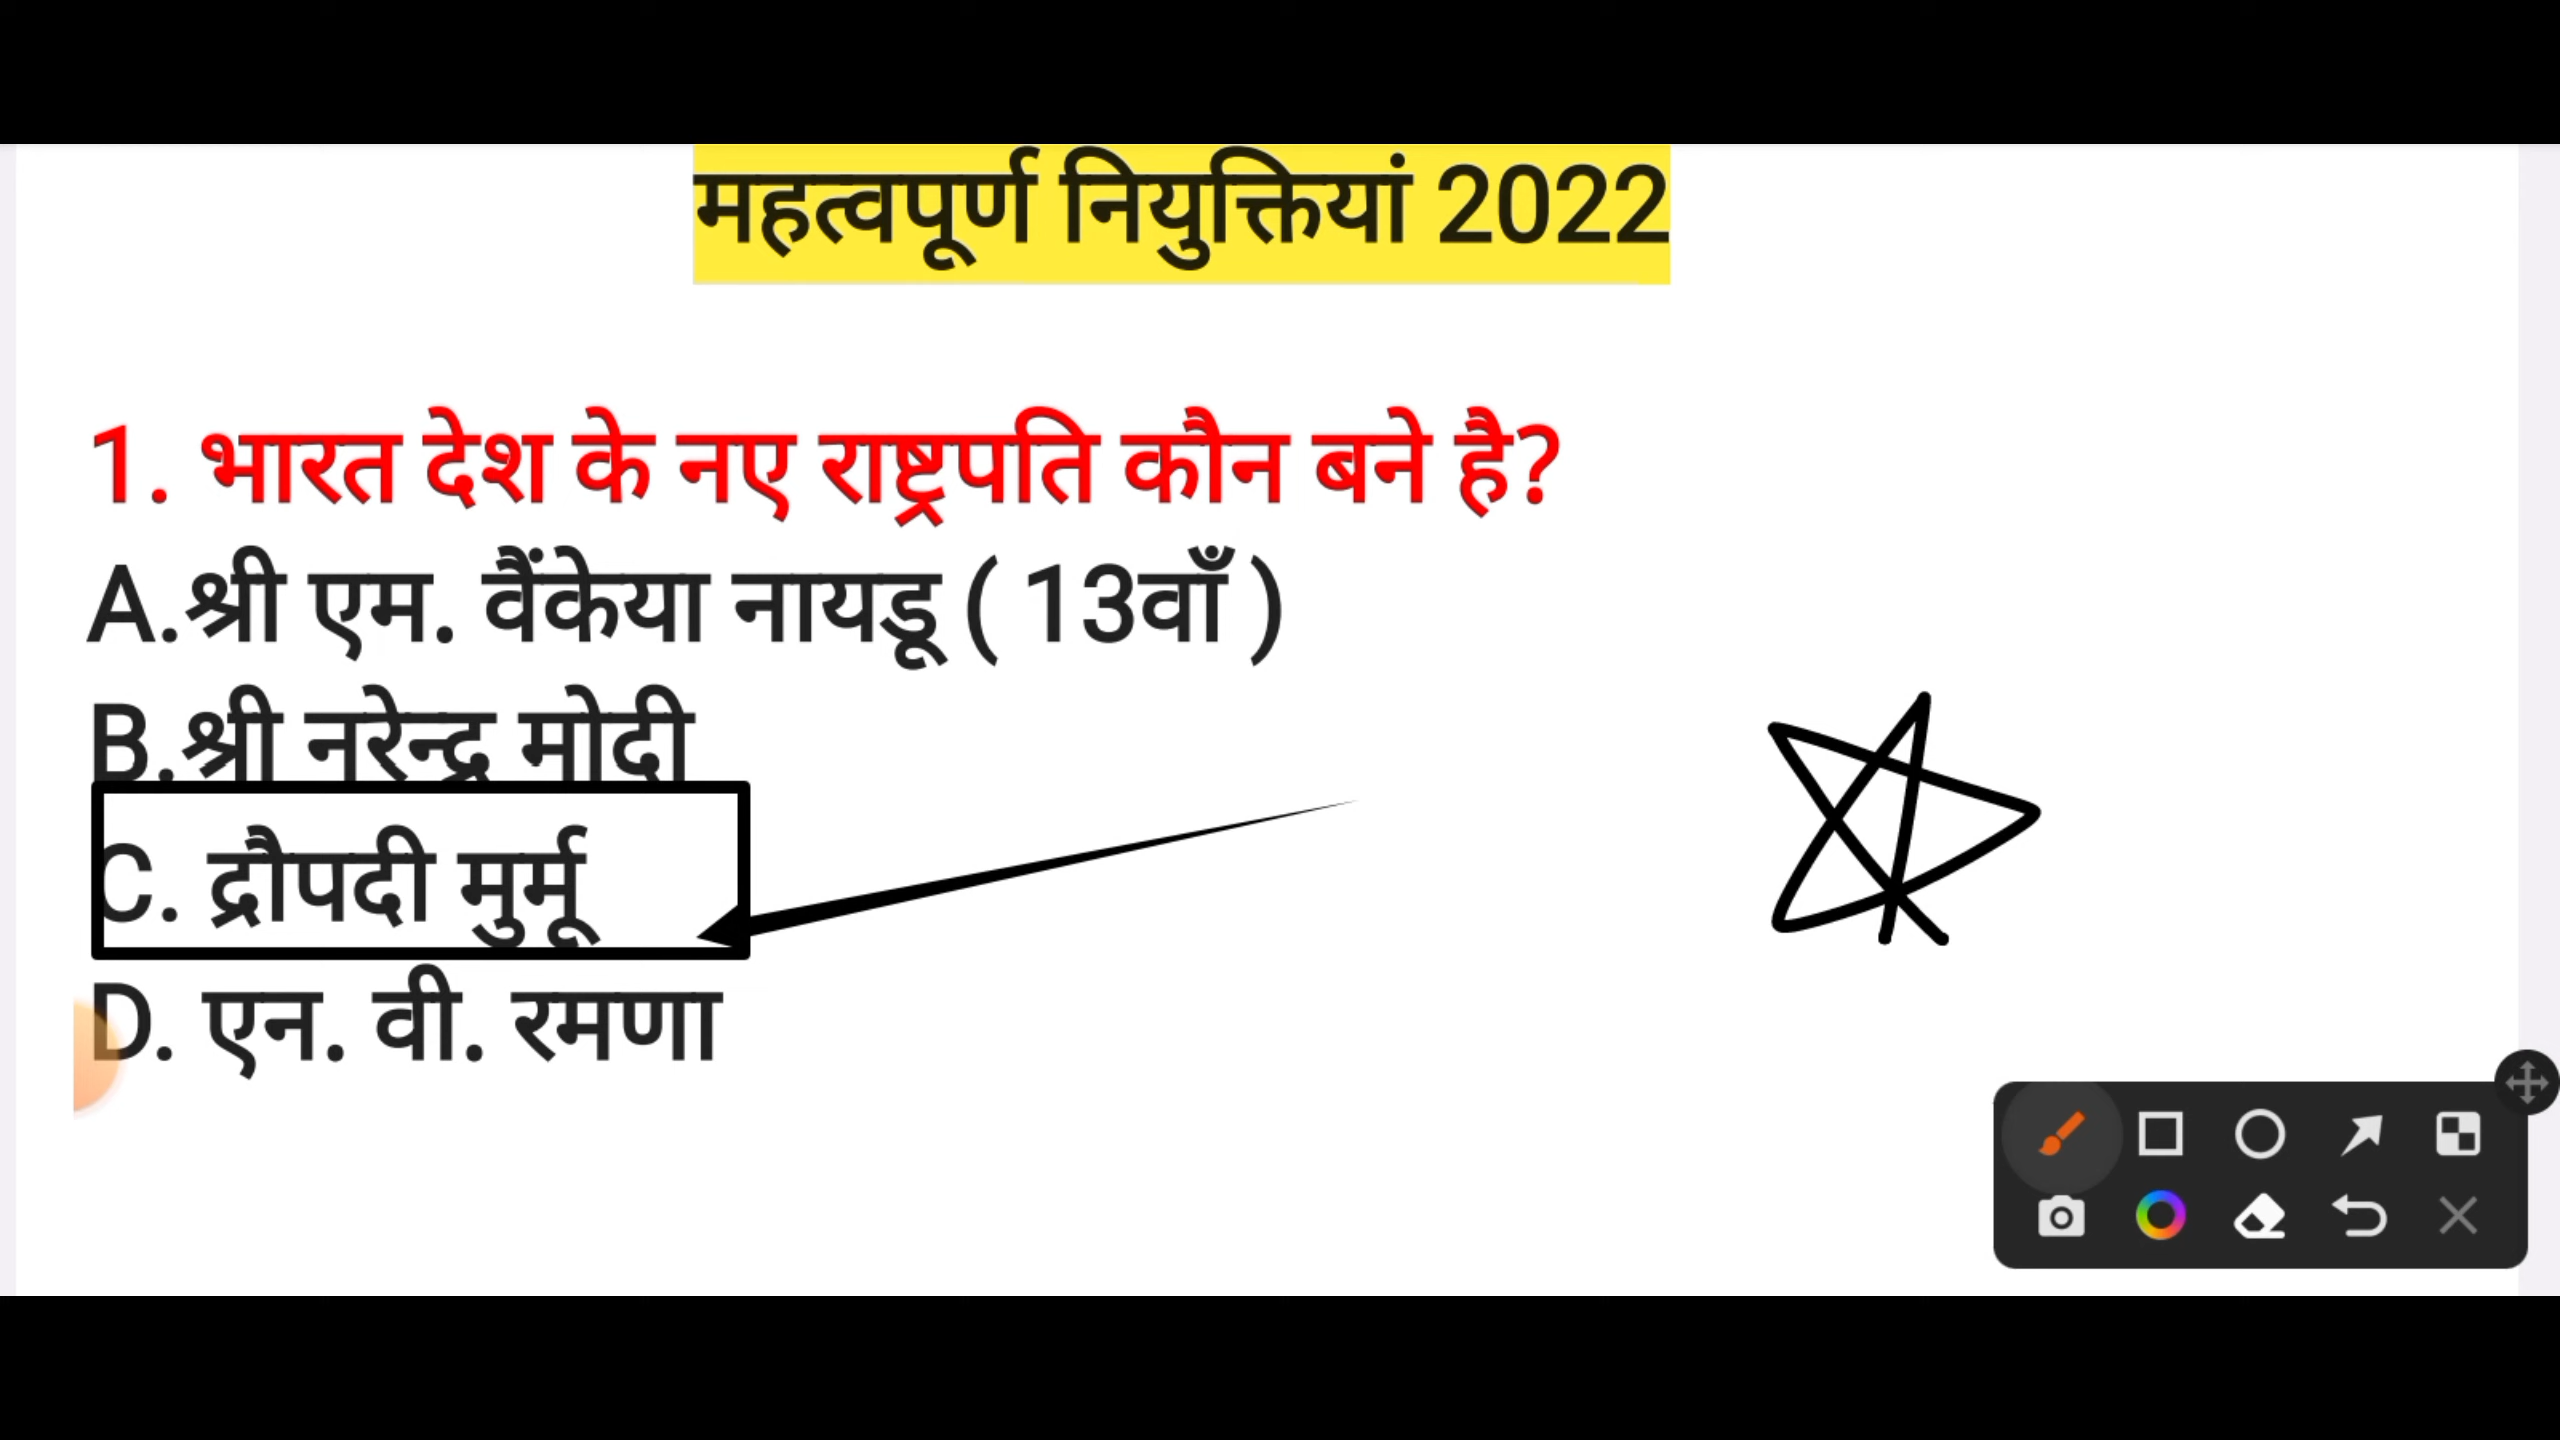 महत्वपूर्ण नियुक्तियां 2022
1. भारत देश के नए राष्ट्रपति कौन बने है?
A.श्री एम. वैंकेया नायडू ( 13वाँ )
B.श्री नरेन्द्र मोदी
C. द्रौपदी मुर्मू
D. एन. वी. रमणा